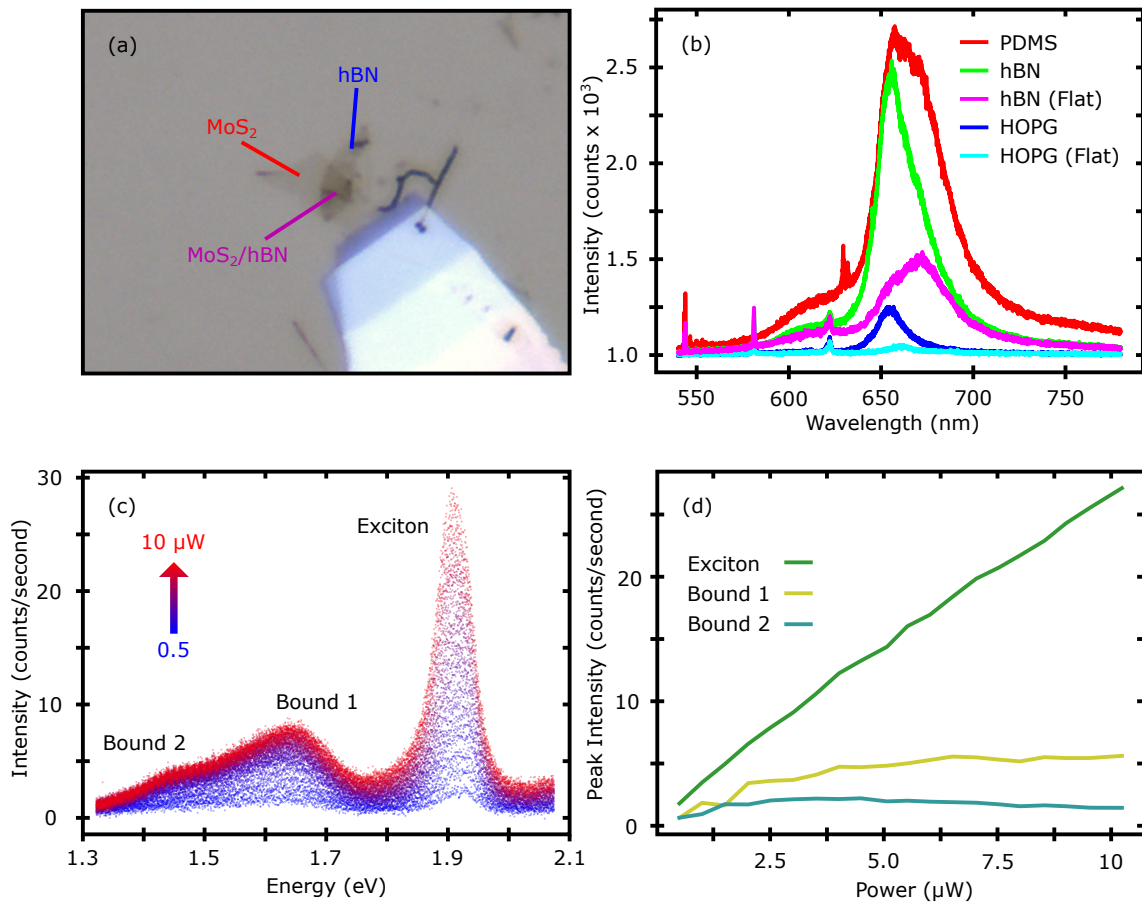 (a)
hBN
MoS₂
MoS₂/hBN
(b)
PDMS
hBN
hBN (Flat)
HOPG
HOPG (Flat)
Intensity (counts x 10³)
2.5
2.0
1.5
1.0
550 600 650 700 750
Wavelength (nm)
(c)
Exciton
10 µW
0.5
Bound 1
Bound 2
Intensity (counts/second)
30
20
10
0
1.3 1.5 1.7 1.9 2.1
Energy (eV)
(d)
Exciton
Bound 1
Bound 2
Peak Intensity (counts/second)
20
10
0
2.5 5.0 7.5 10
Power (µW)